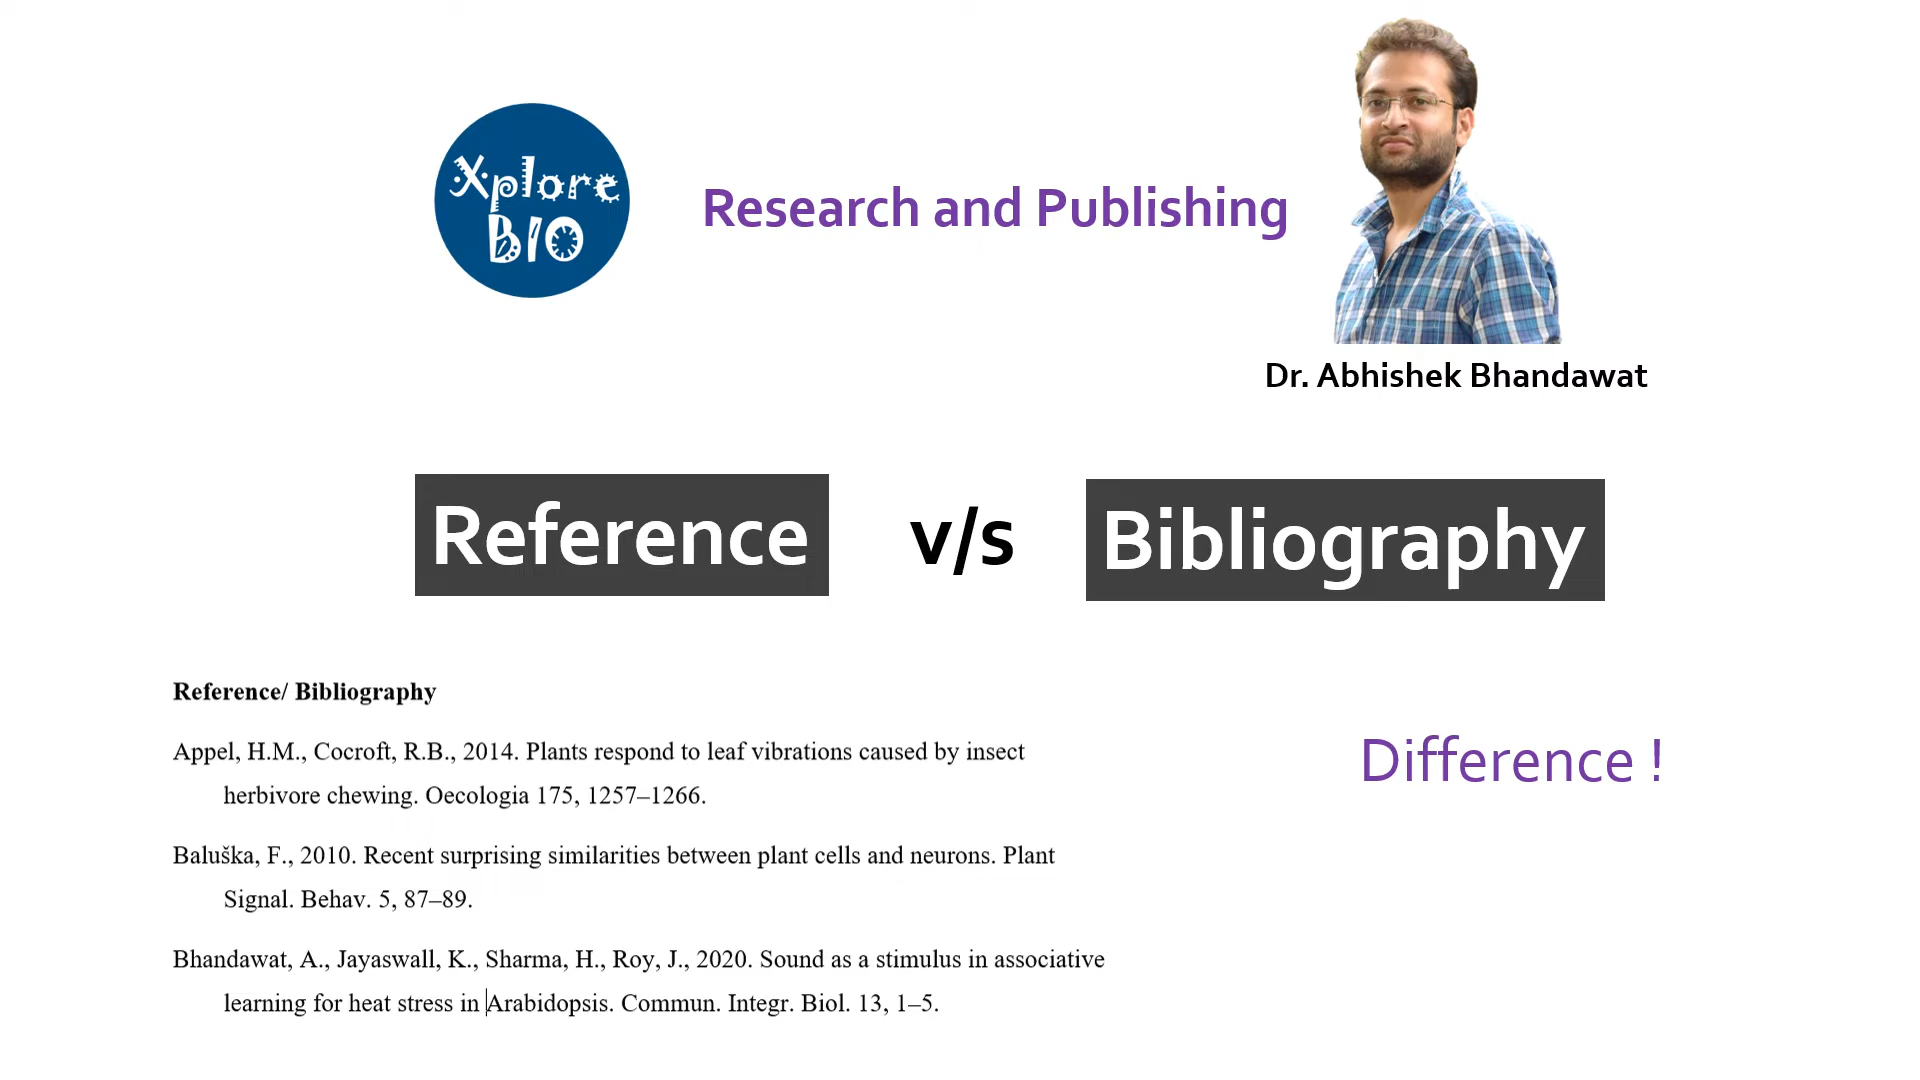 Xplore
BIO
Research and Publishing
Dr. Abhishek Bhandawat
Reference v/s Bibliography
Reference/ Bibliography
Appel, H.M., Cocroft, R.B., 2014. Plants respond to leaf vibrations caused by insect
herbivore chewing. Oecologia 175, 1257–1266.
Baluška, F., 2010. Recent surprising similarities between plant cells and neurons. Plant
Signal. Behav. 5, 87–89.
Bhandawat, A., Jayaswall, K., Sharma, H., Roy, J., 2020. Sound as a stimulus in associative
learning for heat stress in Arabidopsis. Commun. Integr. Biol. 13, 1–5.
Difference !